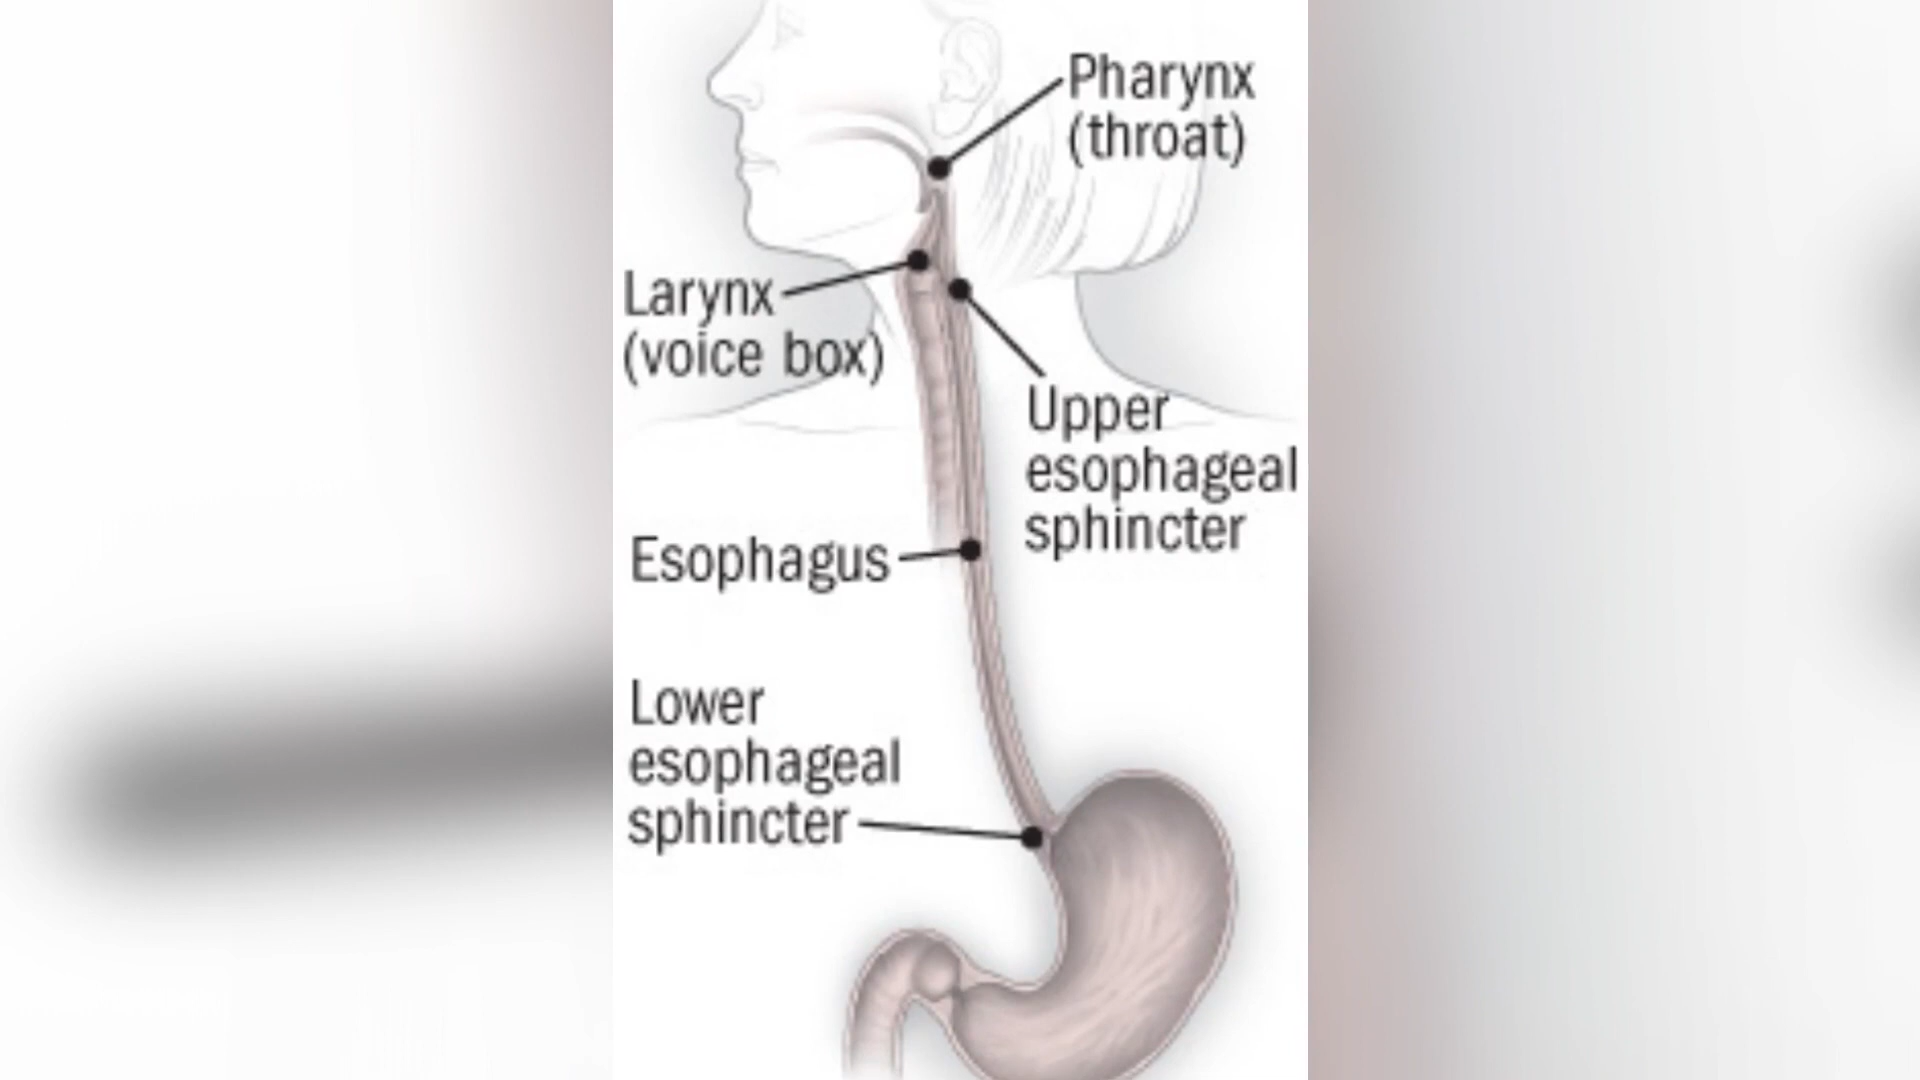 Pharynx
(throat)
Larynx
(voice box)
Upper
esophageal
sphincter
Esophagus
Lower
esophageal
sphincter